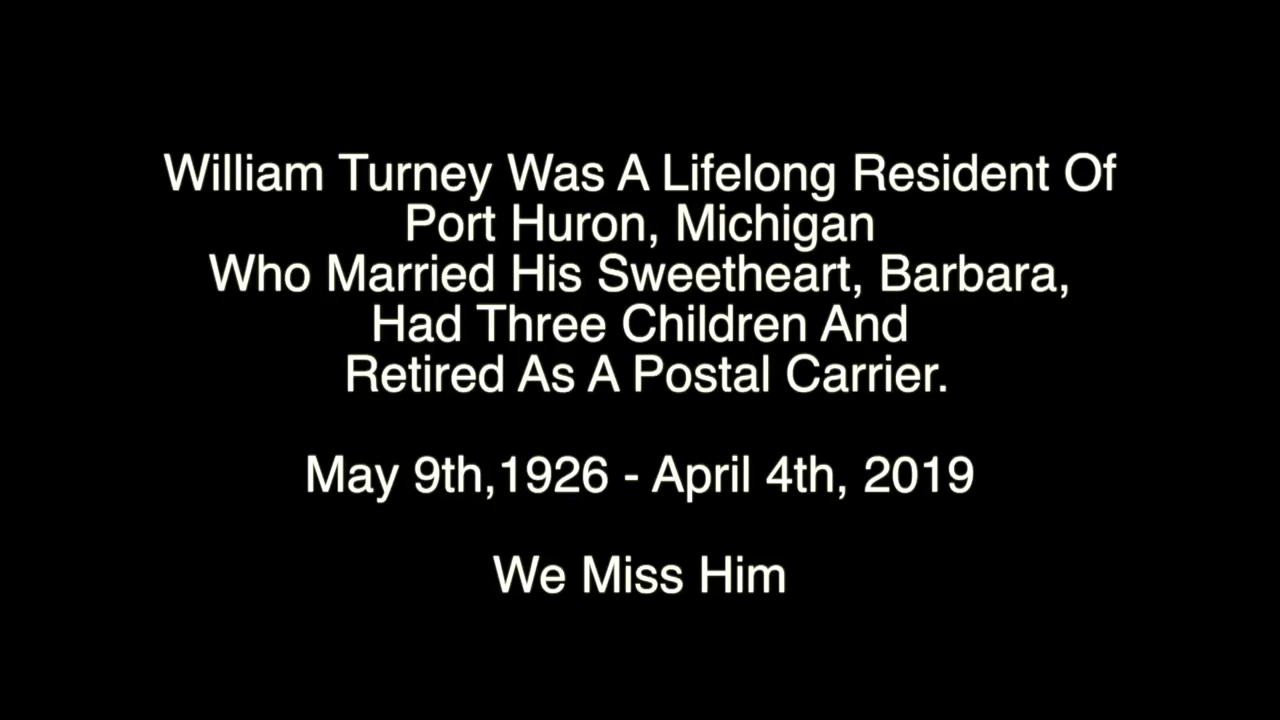 William Turney Was A Lifelong Resident Of
Port Huron, Michigan
Who Married His Sweetheart, Barbara,
Had Three Children And
Retired As A Postal Carrier.
May 9th,1926 - April 4th, 2019
We Miss Him